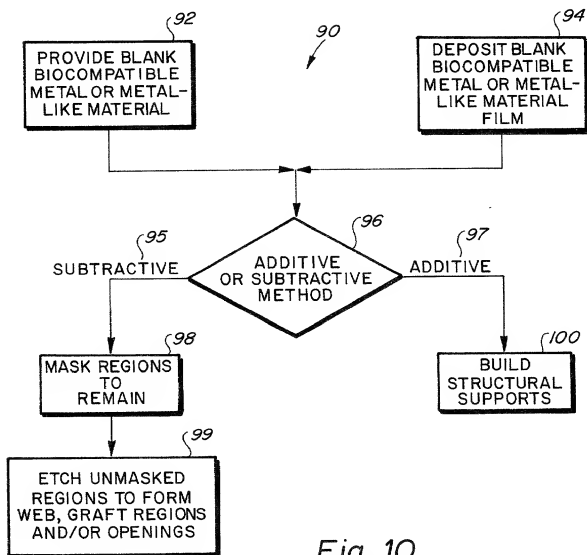 92
90
94
PROVIDE BLANK
BIOCOMPATIBLE
METAL OR METAL-
LIKE MATERIAL
DEPOSIT BLANK
BIOCOMPATIBLE
METAL OR METAL-
LIKE MATERIAL
FILM
95
SUBTRACTIVE
96
ADDITIVE
OR SUBTRACTIVE
METHOD
97
ADDITIVE
98
MASK REGIONS
TO
REMAIN
100
BUILD
STRUCTURAL
SUPPORTS
99
ETCH UNMASKED
REGIONS TO FORM
WEB, GRAFT REGIONS
AND/OR OPENINGS
Fig. 10